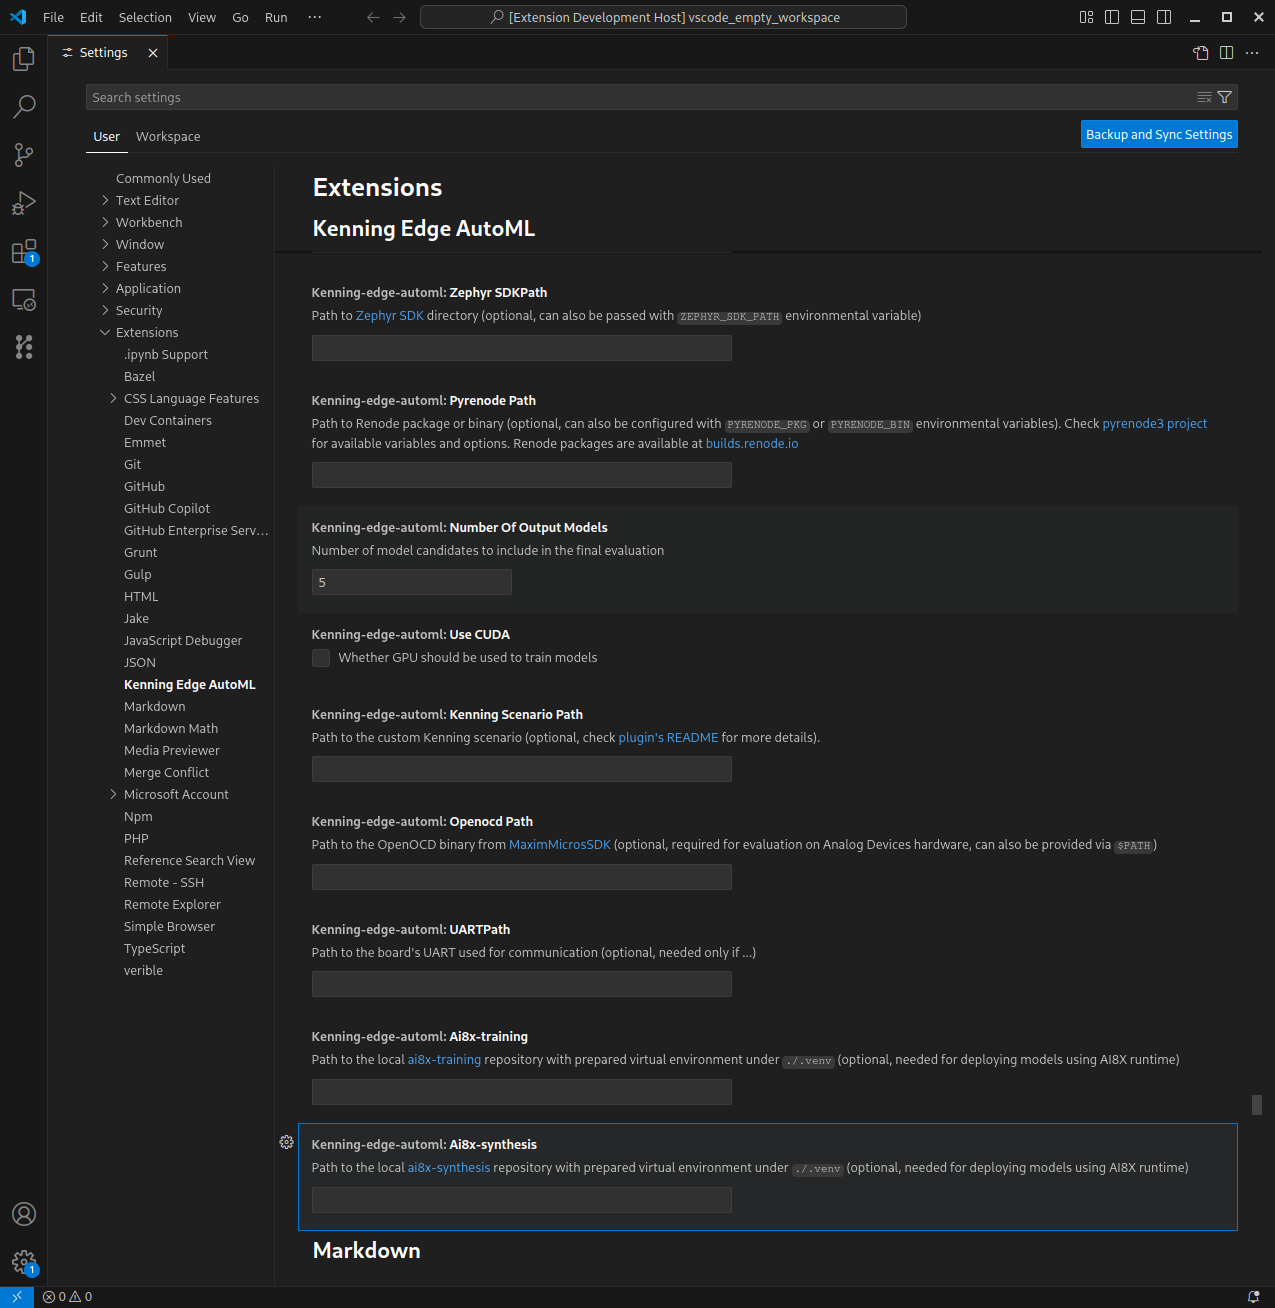 File Edit Selection View Go Run ···
[Extension Development Host] vscode_empty_workspace
Settings
Search settings
User Workspace
Backup and Sync Settings
Commonly Used
Text Editor
Workbench
Window
Features
Application
Security
Extensions
.ipynb Support
Bazel
CSS Language Features
Dev Containers
Emmet
Git
GitHub
GitHub Copilot
GitHub Enterprise Serv...
Grunt
Gulp
HTML
Jake
JavaScript Debugger
JSON
Kenning Edge AutoML
Markdown
Markdown Math
Media Previewer
Merge Conflict
Microsoft Account
Npm
PHP
Reference Search View
Remote - SSH
Remote Explorer
Simple Browser
TypeScript
verible
Extensions
Kenning Edge AutoML
Kenning-edge-automl: Zephyr SDKPath
Path to Zephyr SDK directory (optional, can also be passed with ZEPHYR_SDK_PATH environmental variable)
Kenning-edge-automl: Pyrenode Path
Path to Renode package or binary (optional, can also be configured with PYRENODE_PKG or PYRENODE_BIN environmental variables). Check pyrenode3 project
for available variables and options. Renode packages are available at builds.renode.io
Kenning-edge-automl: Number Of Output Models
Number of model candidates to include in the final evaluation
5
Kenning-edge-automl: Use CUDA
Whether GPU should be used to train models
Kenning-edge-automl: Kenning Scenario Path
Path to the custom Kenning scenario (optional, check plugin's README for more details).
Kenning-edge-automl: Openocd Path
Path to the OpenOCD binary from MaximMicrosSDK (optional, required for evaluation on Analog Devices hardware, can also be provided via $PATH)
Kenning-edge-automl: UARTPath
Path to the board's UART used for communication (optional, needed only if ...)
Kenning-edge-automl: Ai8x-training
Path to the local ai8x-training repository with prepared virtual environment under ./.venv (optional, needed for deploying models using AI8X runtime)
Kenning-edge-automl: Ai8x-synthesis
Path to the local ai8x-synthesis repository with prepared virtual environment under ./.venv (optional, needed for deploying models using AI8X runtime)
Markdown
1
1
0 0